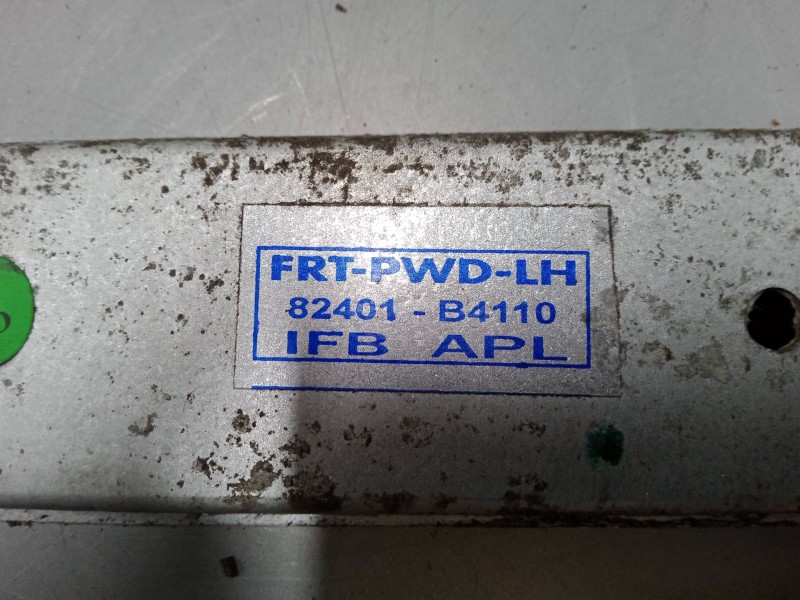 FRT-PWD-LH
82401 - B4110
IFB APL